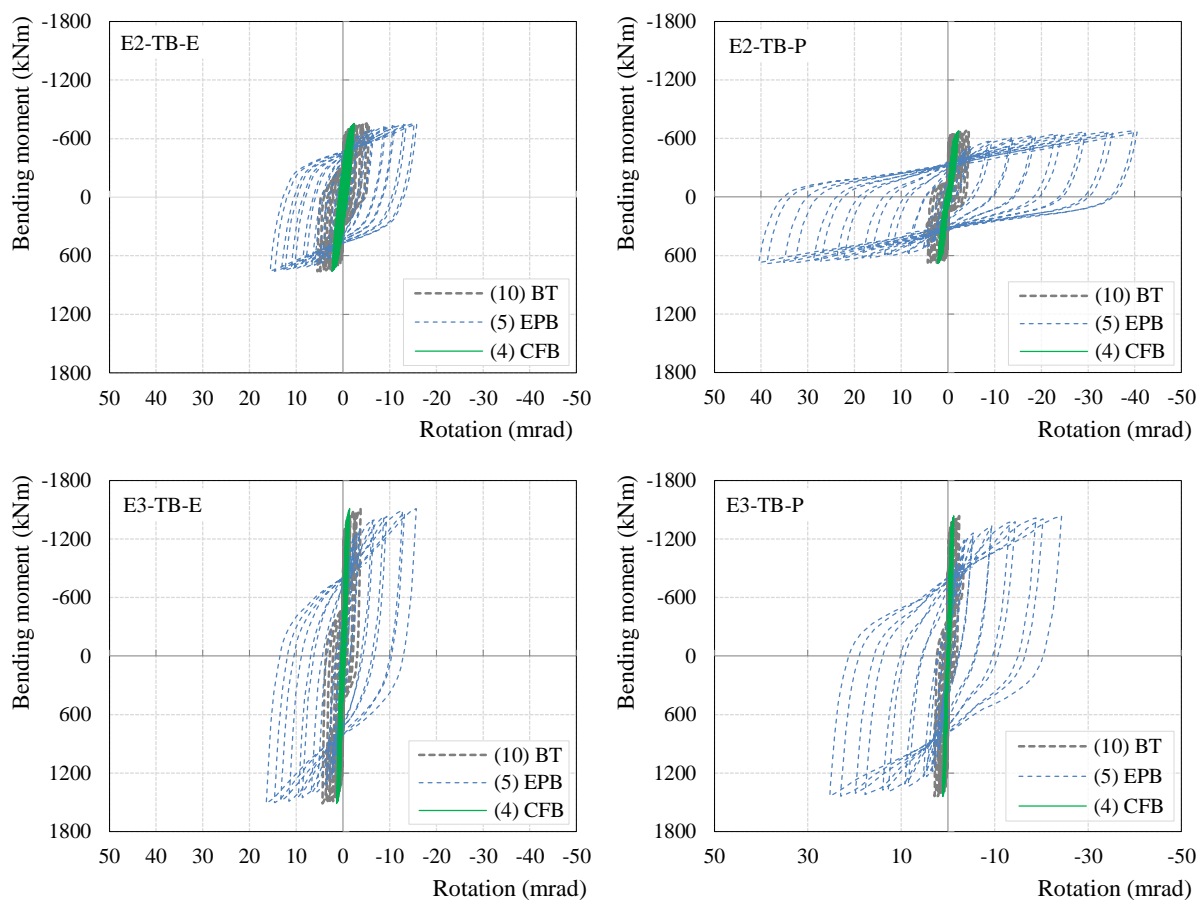 E2-TB-E
Bending moment (kNm)
-1800
-1200
-600
0
600
1200
1800
(10) BT
(5) EPB
(4) CFB
50 40 30 20 10 0 -10 -20 -30 -40 -50
Rotation (mrad)
E2-TB-P
Bending moment (kNm)
-1800
-1200
-600
0
600
1200
1800
(10) BT
(5) EPB
(4) CFB
50 40 30 20 10 0 -10 -20 -30 -40 -50
Rotation (mrad)
E3-TB-E
Bending moment (kNm)
-1800
-1200
-600
0
600
1200
1800
(10) BT
(5) EPB
(4) CFB
50 40 30 20 10 0 -10 -20 -30 -40 -50
Rotation (mrad)
E3-TB-P
Bending moment (kNm)
-1800
-1200
-600
0
600
1200
1800
(10) BT
(5) EPB
(4) CFB
50 30 10 -10 -30 -50
Rotation (mrad)